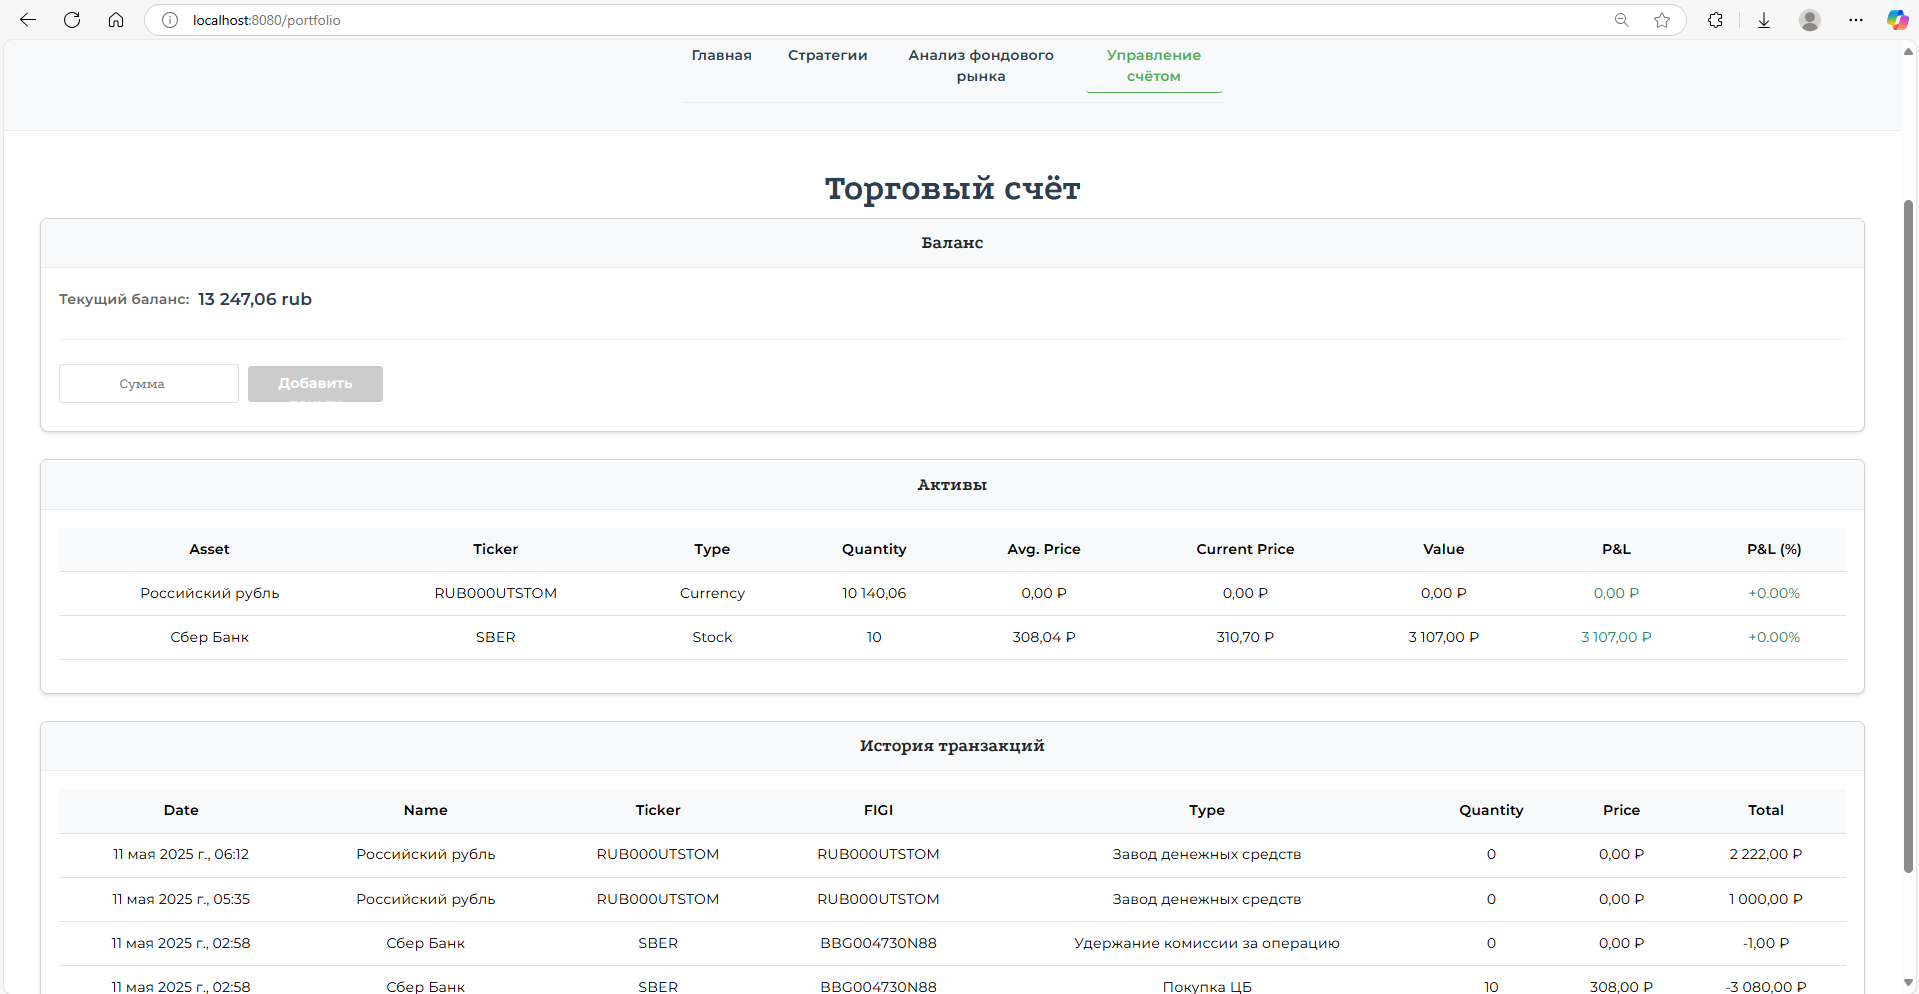 localhost:8080/portfolio
Главная Стратегии Анализ фондового рынка Управление счётом
Торговый счёт
Баланс
Текущий баланс: 13 247,06 rub
Сумма Добавить
Активы
Asset Ticker Type Quantity Avg. Price Current Price Value P&L P&L (%)
Российский рубль RUB000UTSTOM Currency 10 140,06 0,00 ₽ 0,00 ₽ 0,00 ₽ 0,00 ₽ +0.00%
Сбер Банк SBER Stock 10 308,04 ₽ 310,70 ₽ 3 107,00 ₽ 3 107,00 ₽ +0.00%
История транзакций
Date Name Ticker FIGI Type Quantity Price Total
11 мая 2025 г., 06:12 Российский рубль RUB000UTSTOM RUB000UTSTOM Завод денежных средств 0 0,00 ₽ 2 222,00 ₽
11 мая 2025 г., 05:35 Российский рубль RUB000UTSTOM RUB000UTSTOM Завод денежных средств 0 0,00 ₽ 1 000,00 ₽
11 мая 2025 г., 02:58 Сбер Банк SBER BBG004730N88 Удержание комиссии за операцию 0 0,00 ₽ -1,00 ₽
11 мая 2025 г., 02:58 Сбер Банк SBER BBG004730N88 Покупка ЦБ 10 308,00 ₽ -3 080,00 ₽